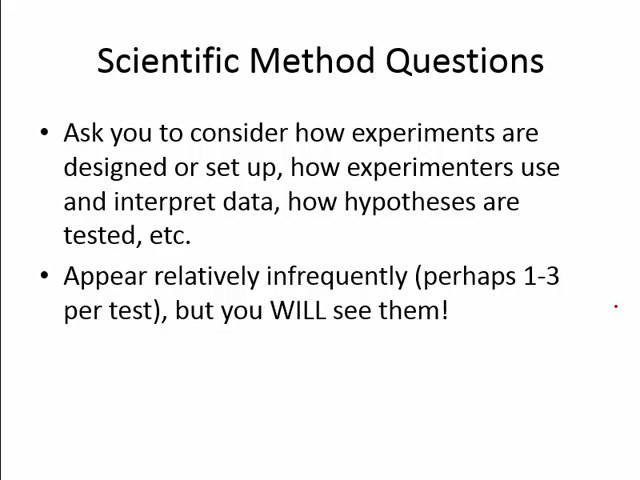 Scientific Method Questions
• Ask you to consider how experiments are
designed or set up, how experimenters use
and interpret data, how hypotheses are
tested, etc.
• Appear relatively infrequently (perhaps 1-3
per test), but you WILL see them!